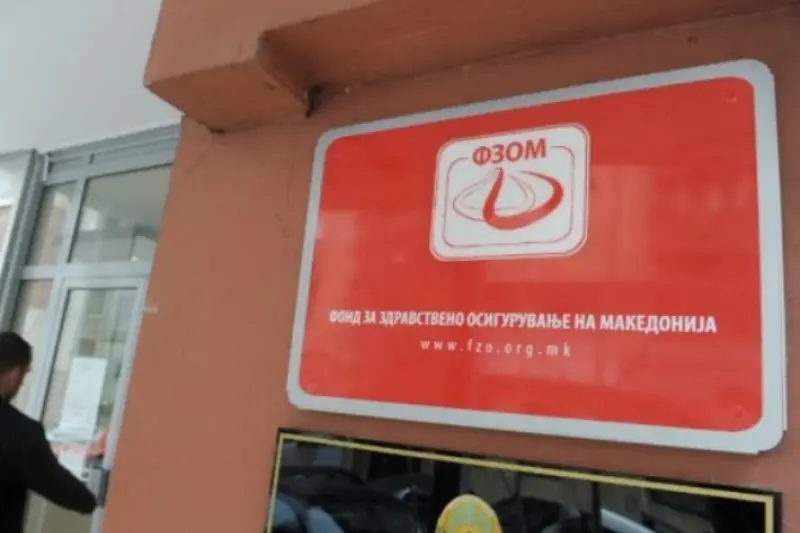 ФЗОМ
ФОНД ЗА ЗДРАВСТВЕНО ОСИГУРУВАЊЕ НА МАКЕДОНИЈА
www.fzo.org.mk